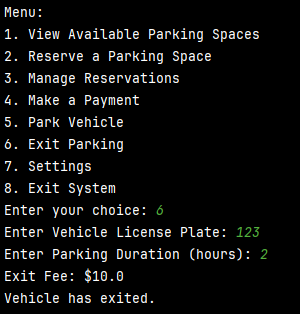 Menu:
1. View Available Parking Spaces
2. Reserve a Parking Space
3. Manage Reservations
4. Make a Payment
5. Park Vehicle
6. Exit Parking
7. Settings
8. Exit System
Enter your choice: 6
Enter Vehicle License Plate: 123
Enter Parking Duration (hours): 2
Exit Fee: $10.0
Vehicle has exited.